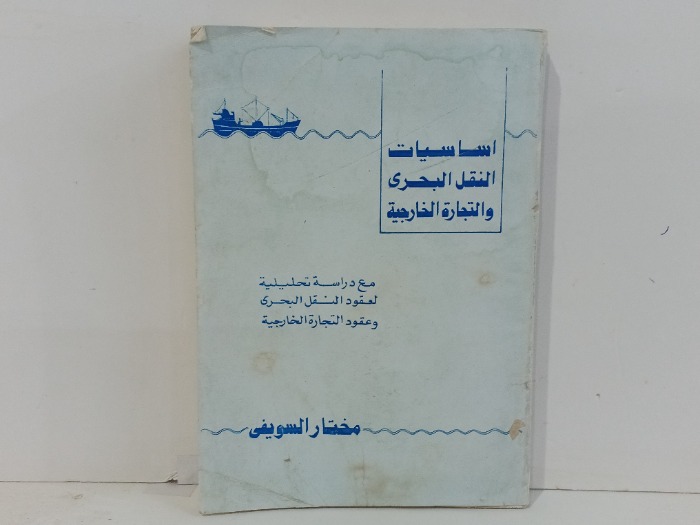 اساسيات
النقل البحرى
والتجارة الخارجية
مع دراسة تحليلية
لعقود النقل البحرى
وعقود التجارة الخارجية
مختار السويفى